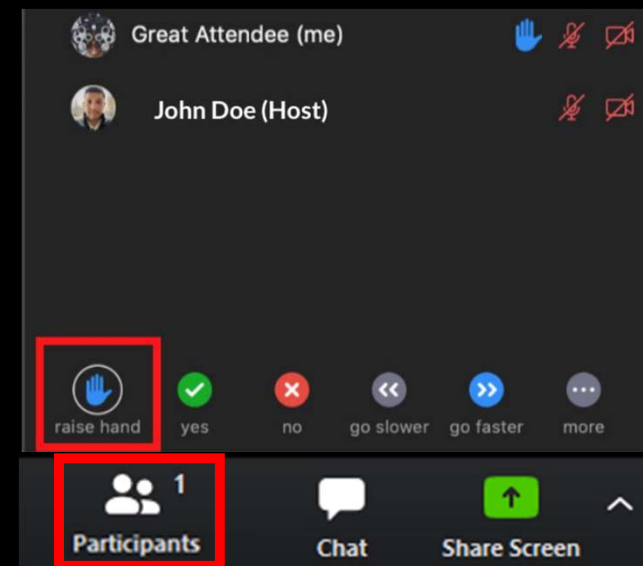 Great Attendee (me)
John Doe (Host)
raise hand yes no go slower go faster more
1
Participants Chat Share Screen